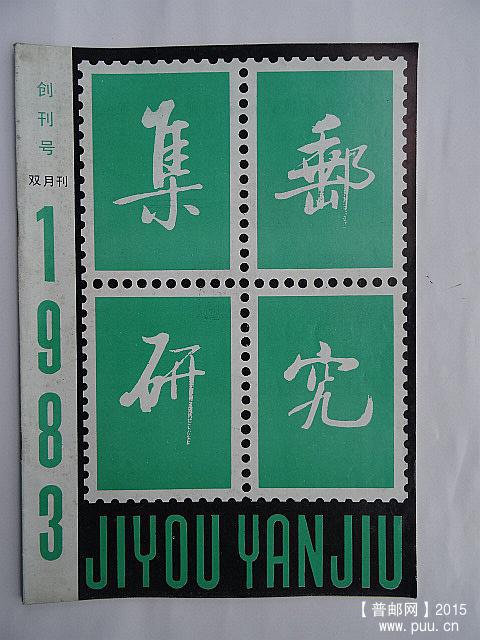 创刊号
双月刊
1983
集郵
研究
JIYOU YANJIU
【普邮网】2015
www.puu.cn